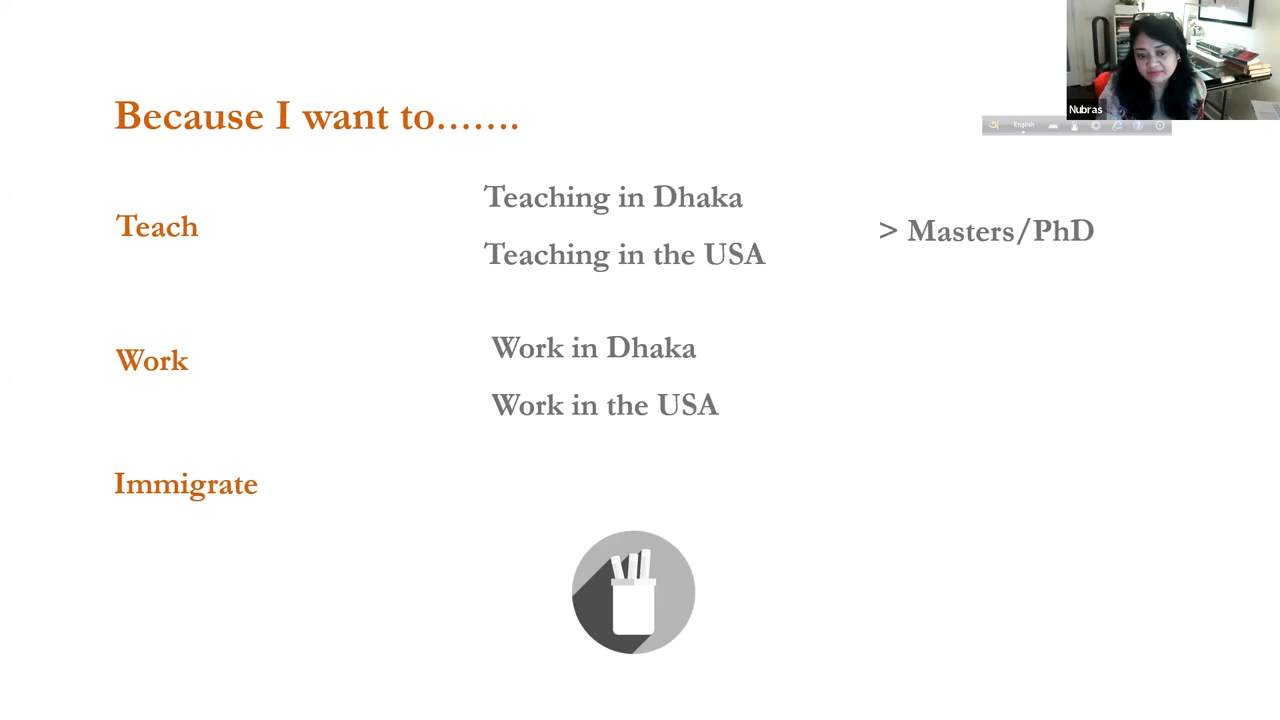 Nubras
English
Because I want to.......
Teach
Teaching in Dhaka
Teaching in the USA
> Masters/PhD
Work
Work in Dhaka
Work in the USA
Immigrate